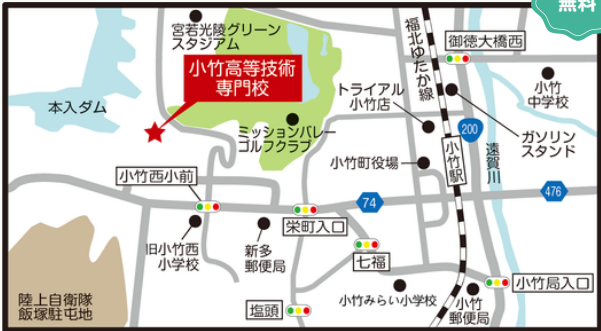 無料
宮若光陵グリーン
スタジアム
小竹高等技術
専門校
本入ダム
ミッションバレー
ゴルフクラブ
福北ゆたか線
御徳大橋西
小竹
中学校
トライアル
小竹店
200
ガソリン
スタンド
小竹駅
遠賀川
小竹町役場
小竹西小前
74
476
栄町入口
旧小竹西
小学校
新多
郵便局
七福
小竹局入口
小竹みらい小学校
小竹
郵便局
塩頭
陸上自衛隊
飯塚駐屯地